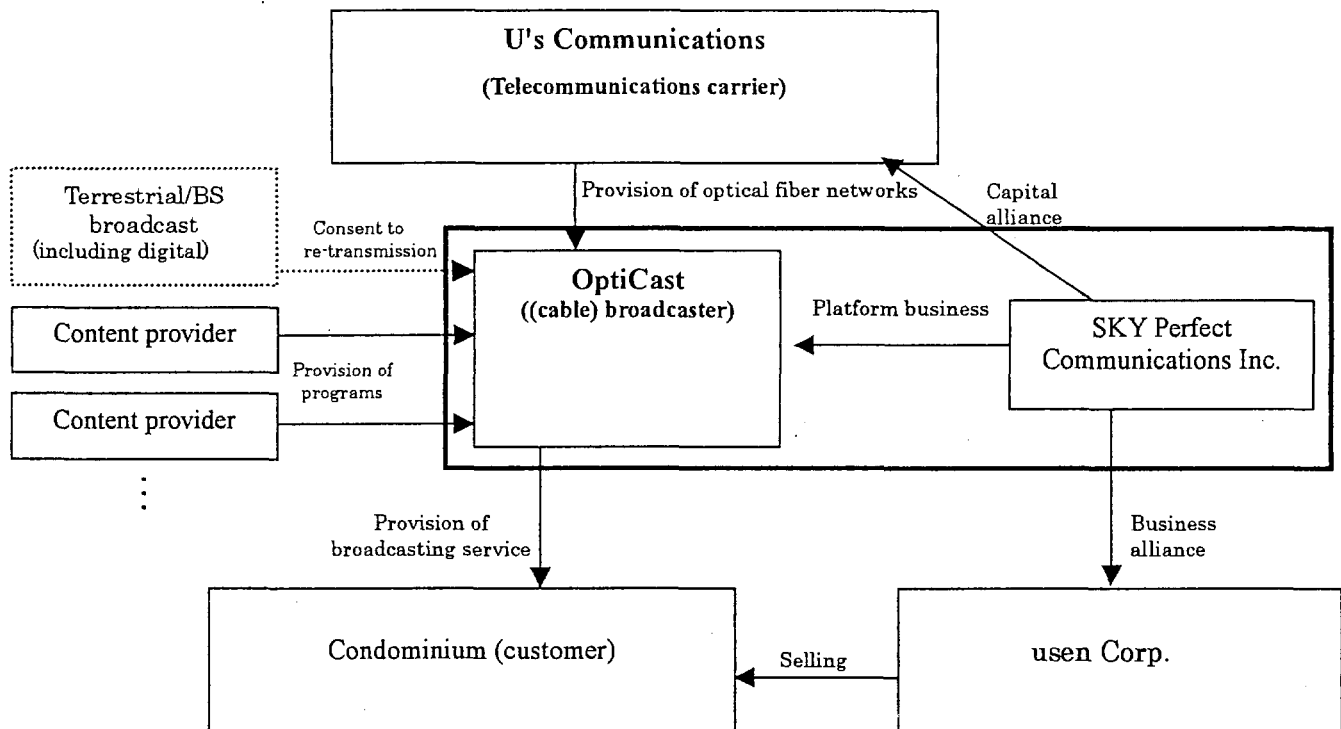 U's Communications
(Telecommunications carrier)
Provision of optical fiber networks
Capital
alliance
Terrestrial/BS
broadcast
(including digital)
Consent to
re-transmission
OptiCast
((cable) broadcaster)
Platform business
SKY Perfect
Communications Inc.
Content provider
Provision of
programs
Content provider
Provision of
broadcasting service
Business
alliance
Condominium (customer)
Selling
usen Corp.